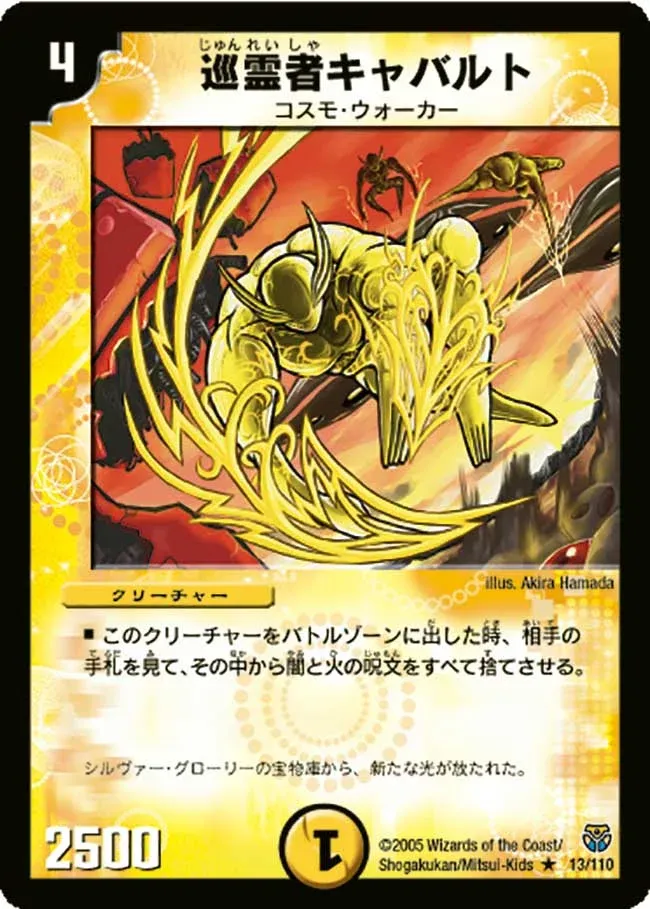 4
じゅんれいしゃ
巡霊者キャバルト
コスモ・ウォーカー
illus. Akira Hamada
クリーチャー
■ このクリーチャーをバトルゾーンに出した時、相手の
手札を見て、その中から闇と火の呪文をすべて捨てさせる。
シルヴァー・グローリーの宝物庫から、新たな光が放たれた。
2500
1
©2005 Wizards of the Coast/
Shogakukan/Mitsui-Kids ★ 13/110